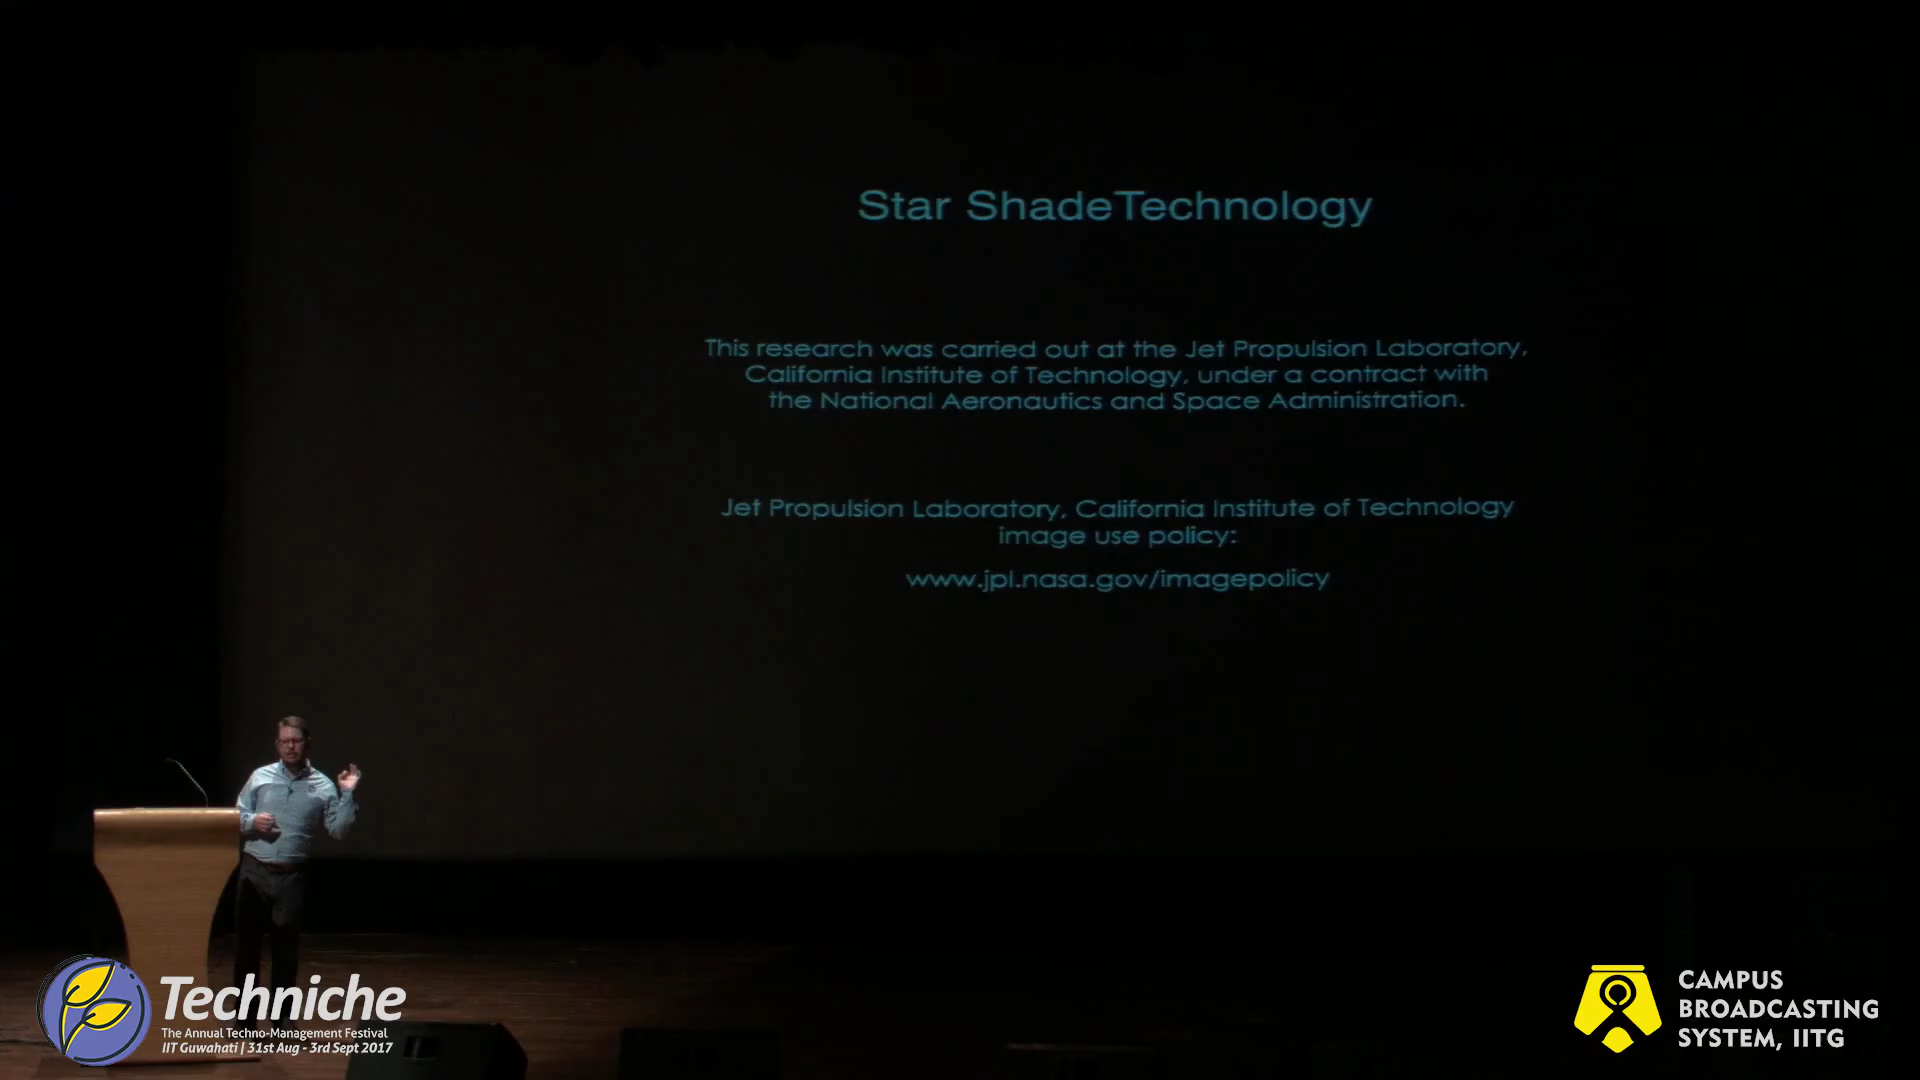 Star ShadeTechnology
This research was carried out at the Jet Propulsion Laboratory,
California Institute of Technology, under a contract with
the National Aeronautics and Space Administration.
Jet Propulsion Laboratory, California Institute of Technology
image use policy:
www.jpl.nasa.gov/imagepolicy
Techniche
The Annual Techno-Management Festival
IIT Guwahati | 31st Aug - 3rd Sept 2017
CAMPUS
BROADCASTING
SYSTEM, IITG